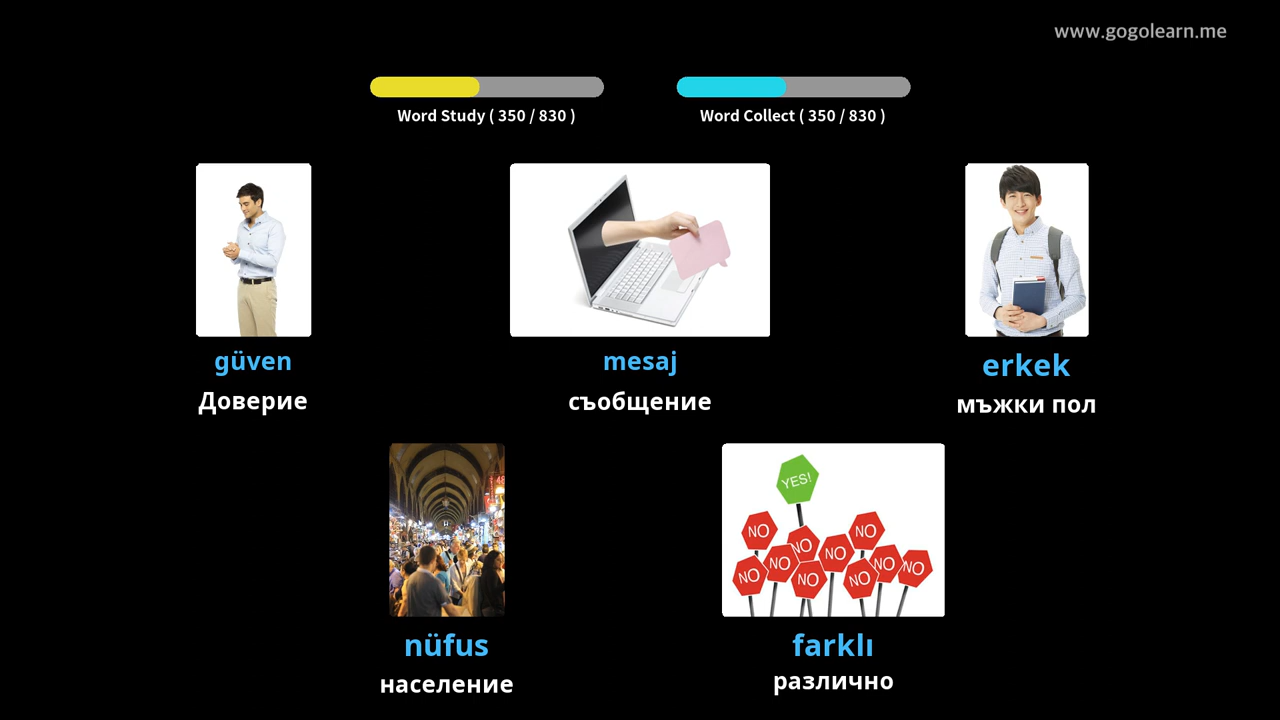 www.gogolearn.me
Word Study ( 350 / 830 )
Word Collect ( 350 / 830 )
güven
mesaj
erkek
Доверие
съобщение
мъжки пол
YES!
NO
NO
NO
NO
NO
NO
NO
NO
NO
NO
nüfus
farklı
население
различно